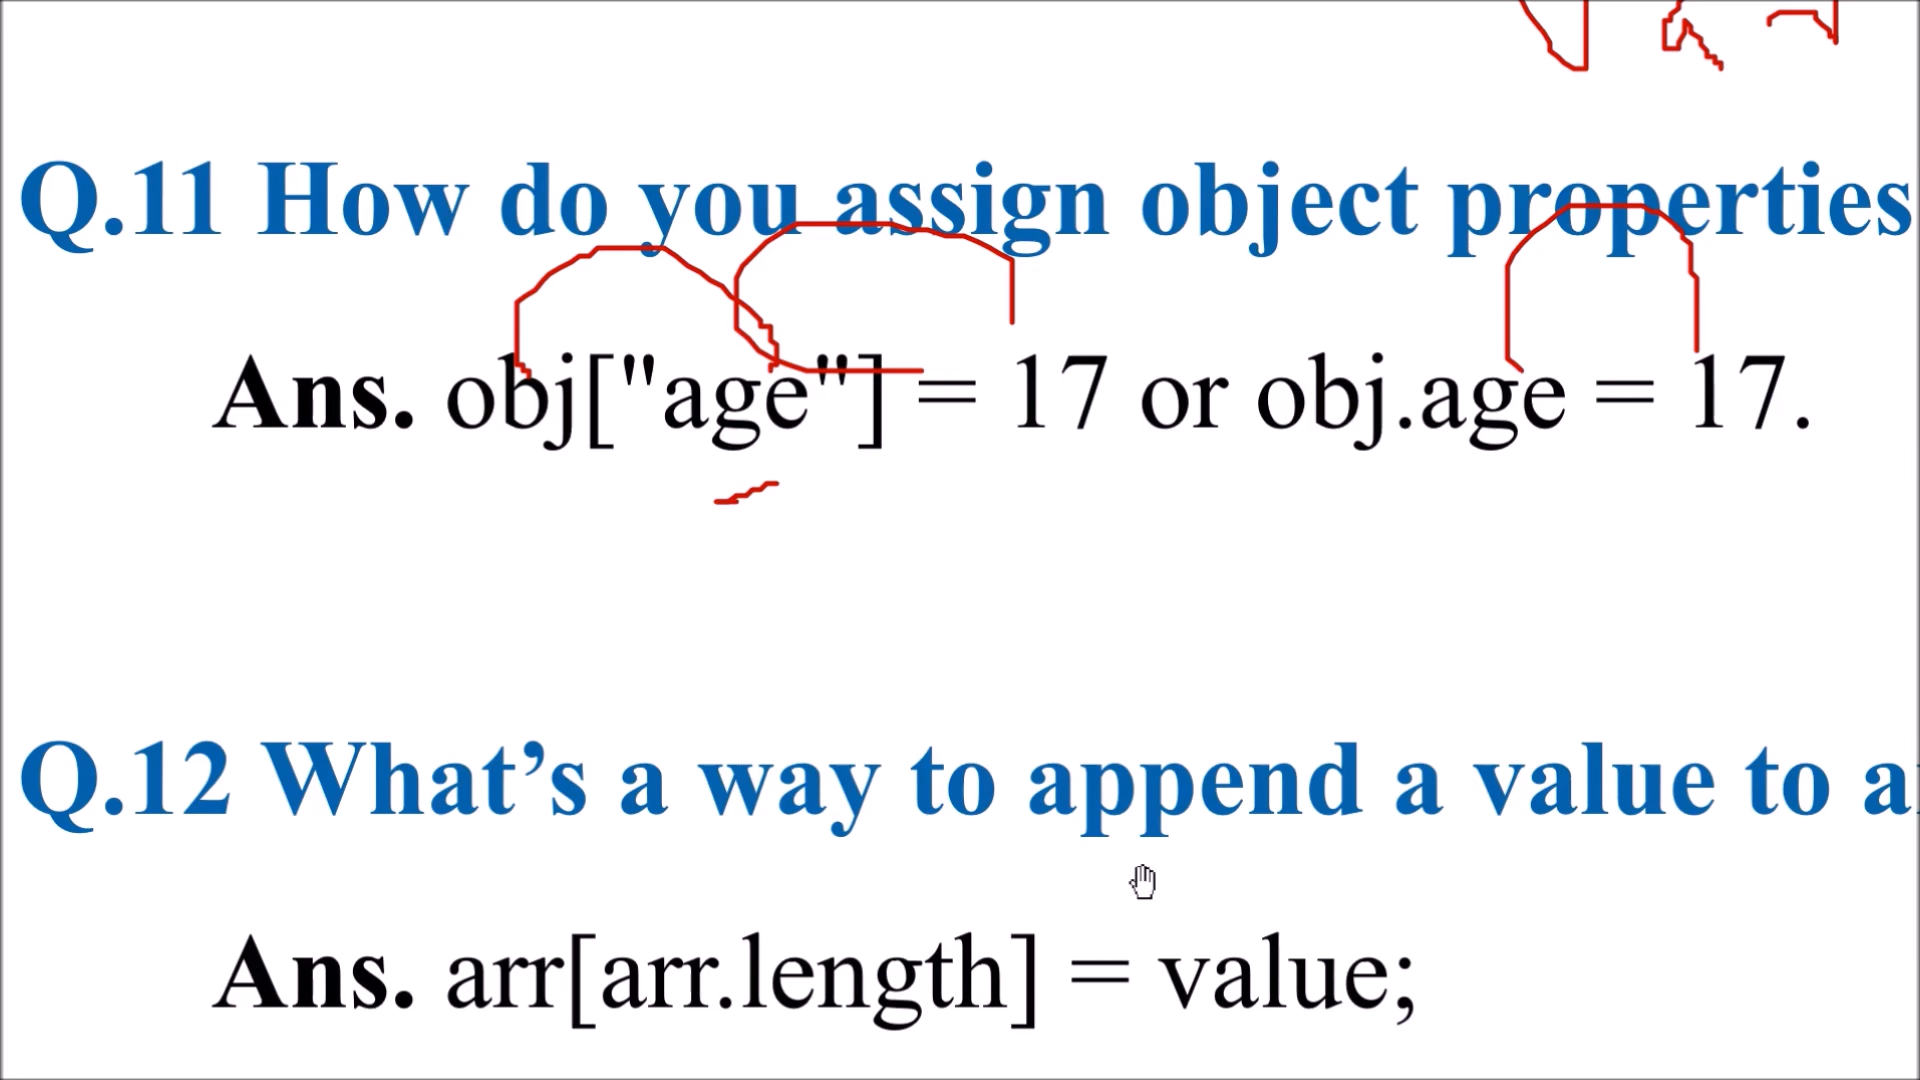 Q.11 How do you assign object properties
Ans. obj["age"] = 17 or obj.age = 17.
Q.12 What’s a way to append a value to
Ans. arr[arr.length] = value;